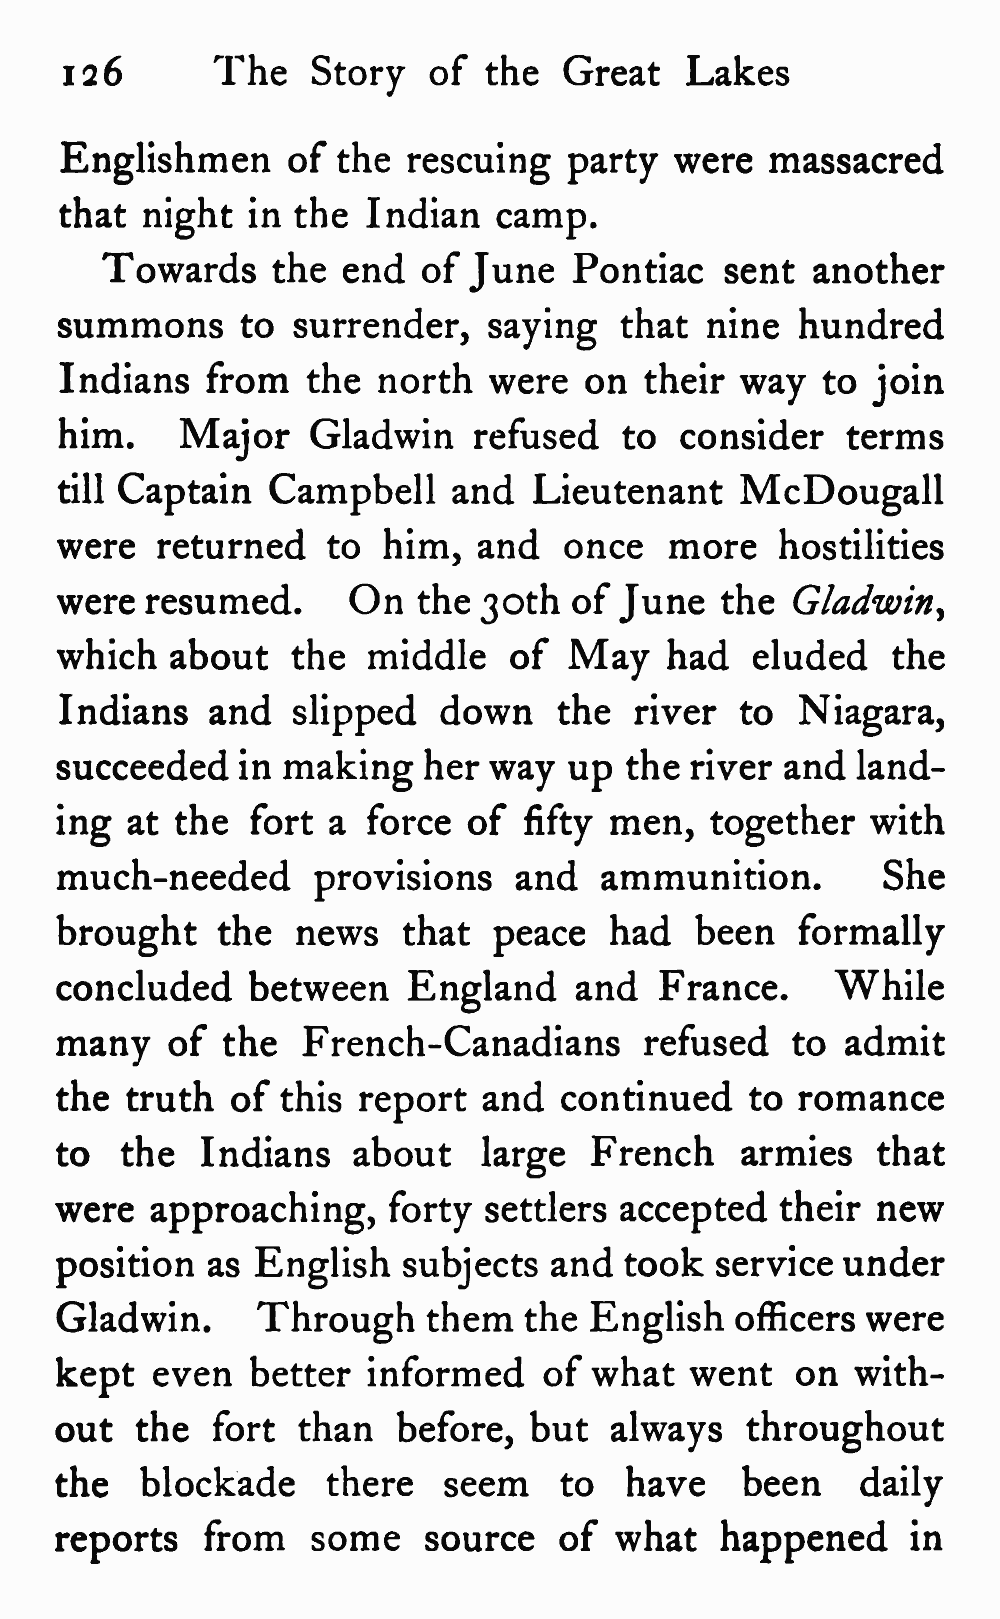 126 The Story of the Great Lakes
Englishmen of the rescuing party were massacred
that night in the Indian camp.
Towards the end of June Pontiac sent another
summons to surrender, saying that nine hundred
Indians from the north were on their way to join
him. Major Gladwin refused to consider terms
till Captain Campbell and Lieutenant McDougall
were returned to him, and once more hostilities
were resumed. On the 30th of June the Gladwin,
which about the middle of May had eluded the
Indians and slipped down the river to Niagara,
succeeded in making her way up the river and land-
ing at the fort a force of fifty men, together with
much-needed provisions and ammunition. She
brought the news that peace had been formally
concluded between England and France. While
many of the French-Canadians refused to admit
the truth of this report and continued to romance
to the Indians about large French armies that
were approaching, forty settlers accepted their new
position as English subjects and took service under
Gladwin. Through them the English officers were
kept even better informed of what went on with-
out the fort than before, but always throughout
the blockade there seem to have been daily
reports from some source of what happened in